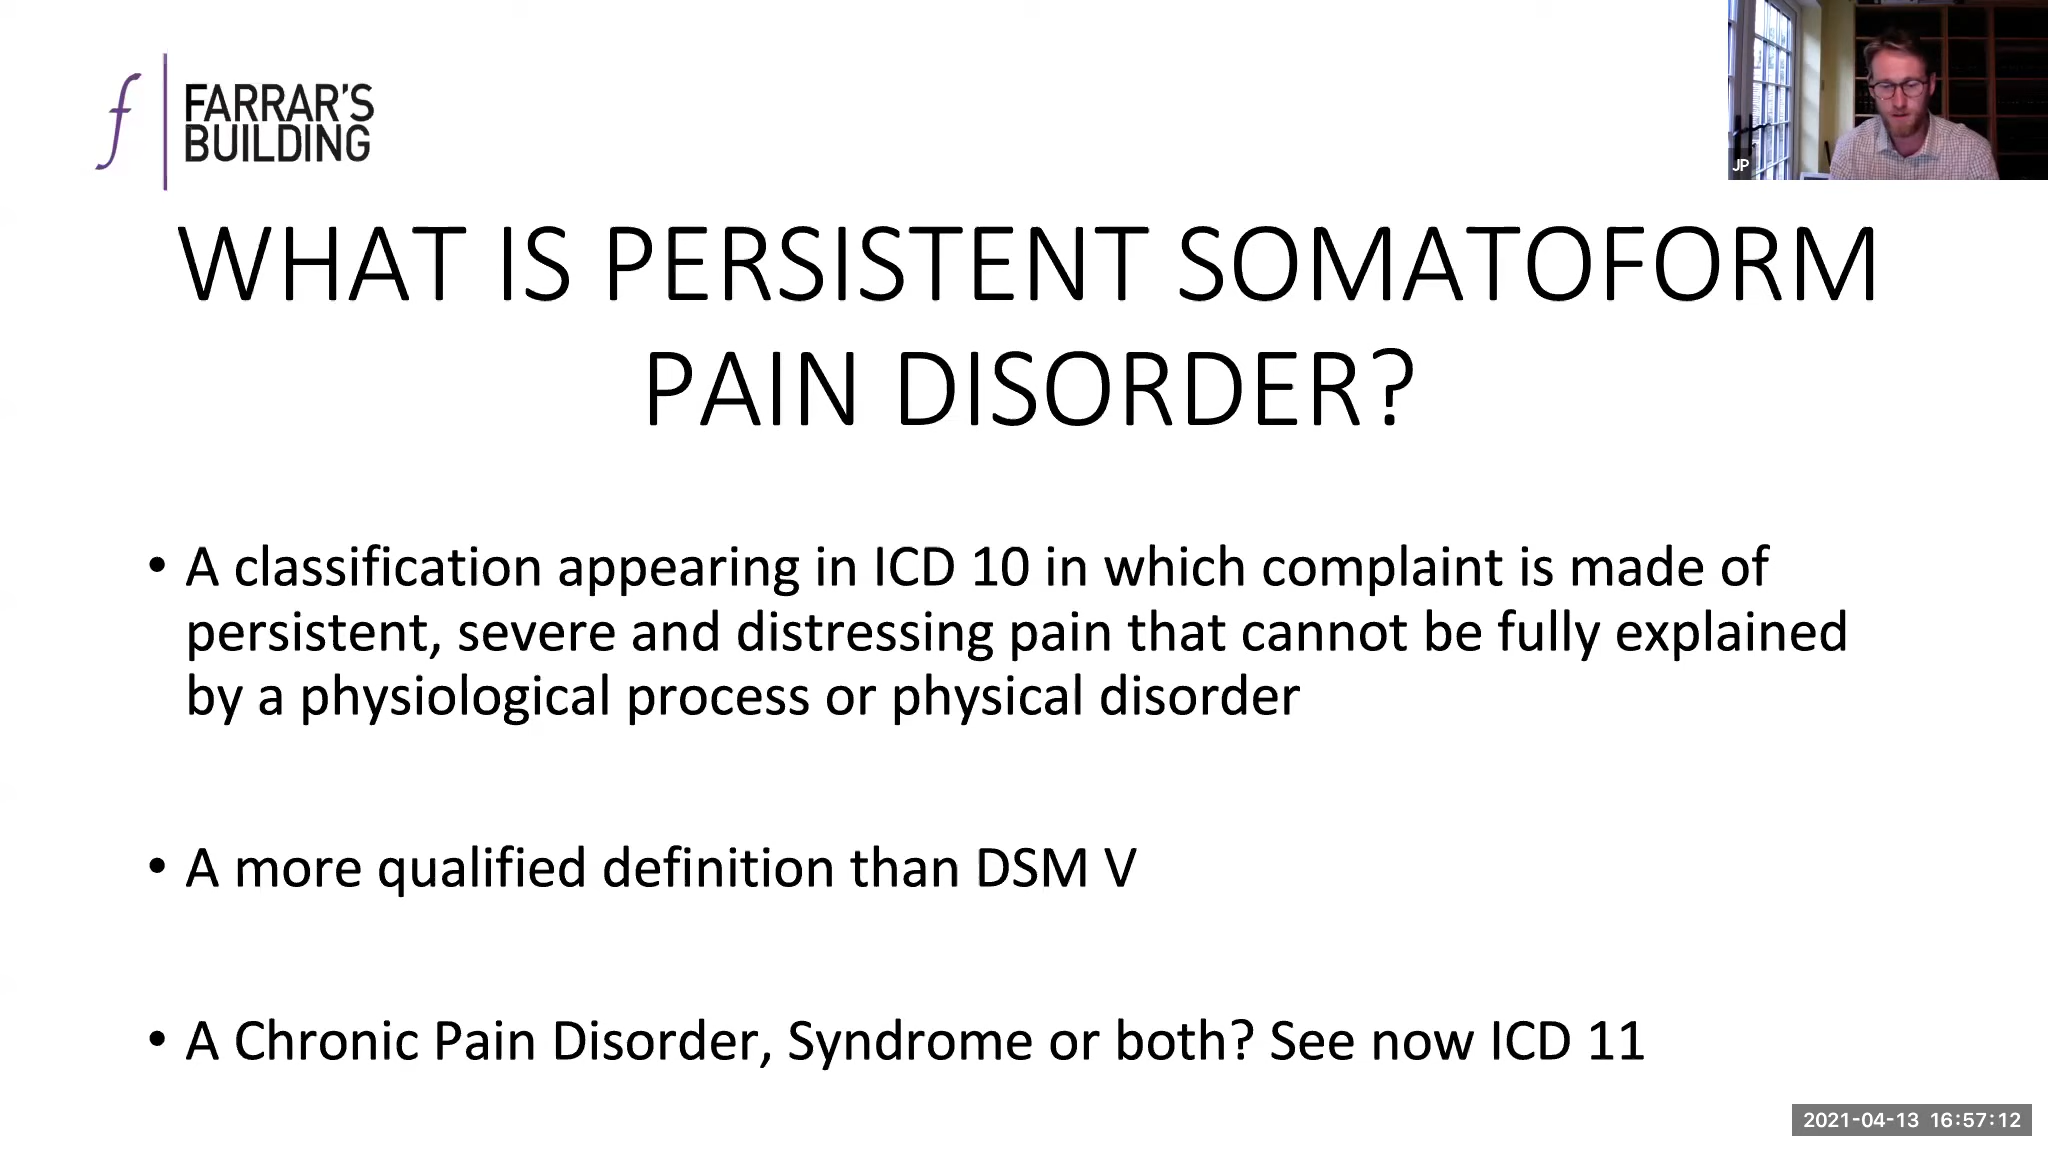 f
FARRAR'S
BUILDING
JP
WHAT IS PERSISTENT SOMATOFORM
PAIN DISORDER?
• A classification appearing in ICD 10 in which complaint is made of
persistent, severe and distressing pain that cannot be fully explained
by a physiological process or physical disorder
• A more qualified definition than DSM V
• A Chronic Pain Disorder, Syndrome or both? See now ICD 11
2021-04-13 16:57:12